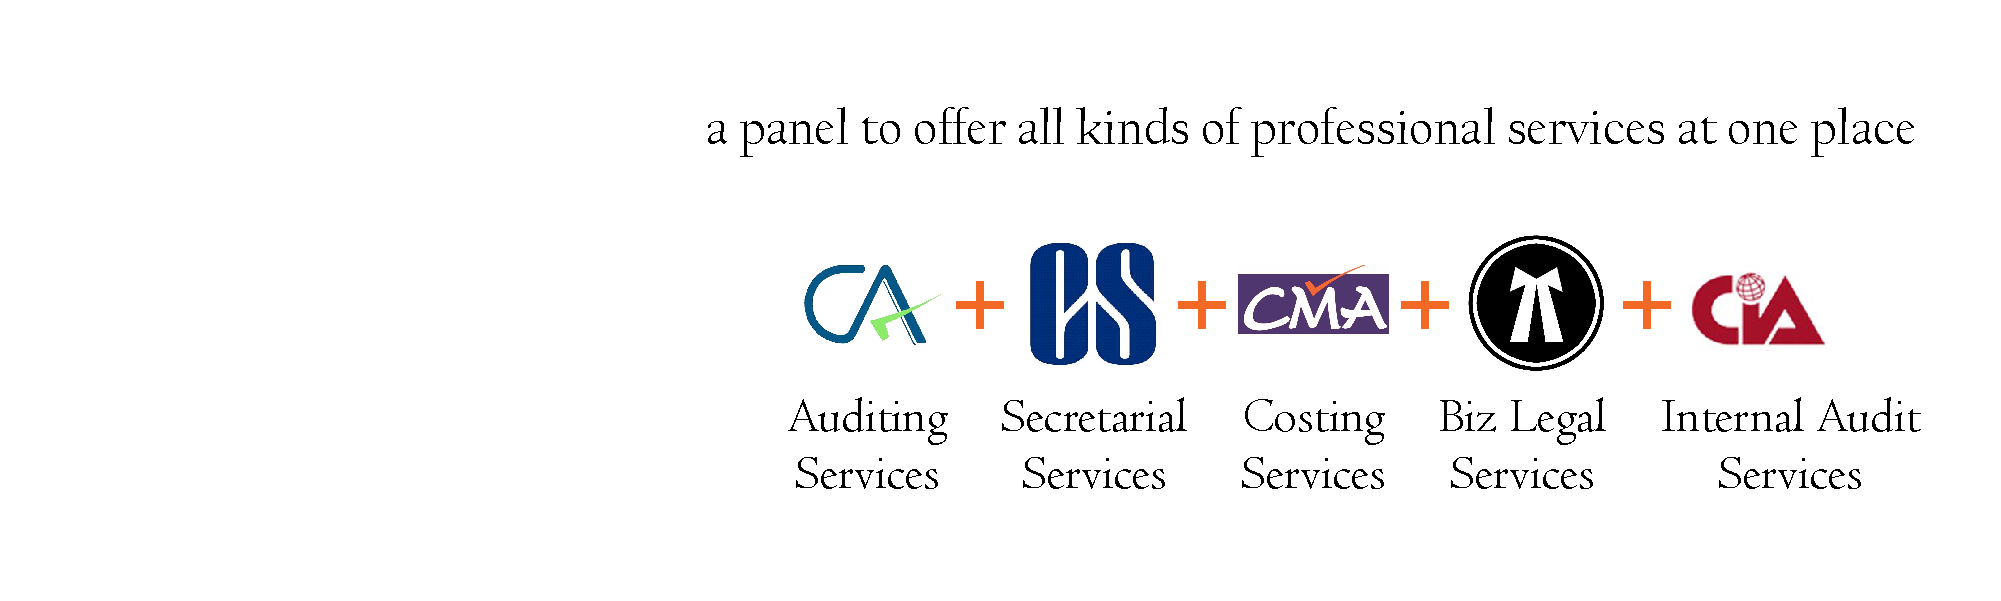 a panel to offer all kinds of professional services at one place
CA + CS + CMA + + CIA
Auditing Secretarial Costing Biz Legal Internal Audit
Services Services Services Services Services